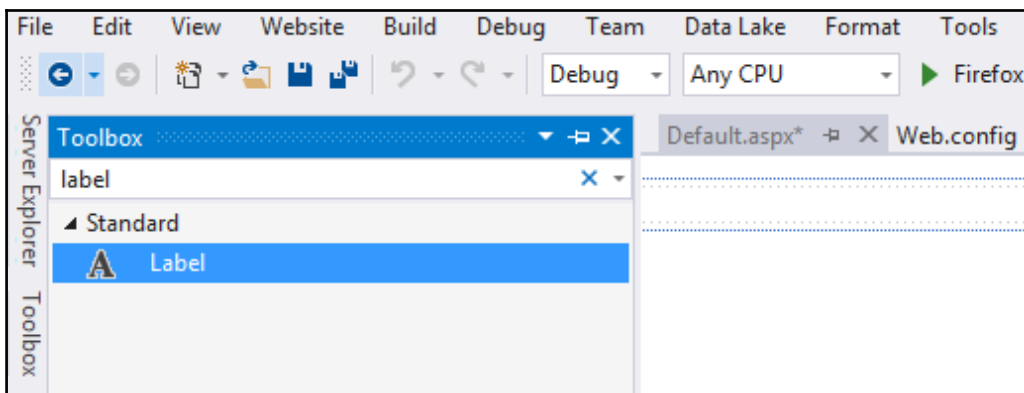 File Edit View Website Build Debug Team Data Lake Format Tools
Debug Any CPU Firefox
Server Explorer
Toolbox
Toolbox
label
Standard
A Label
Default.aspx* Web.config